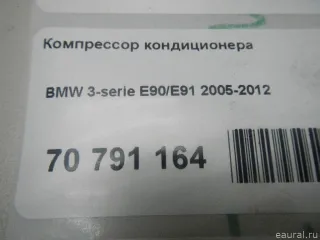 Компрессор кондиционера
BMW 3-serie E90/E91 2005-2012
70 791 164
eaural.ru